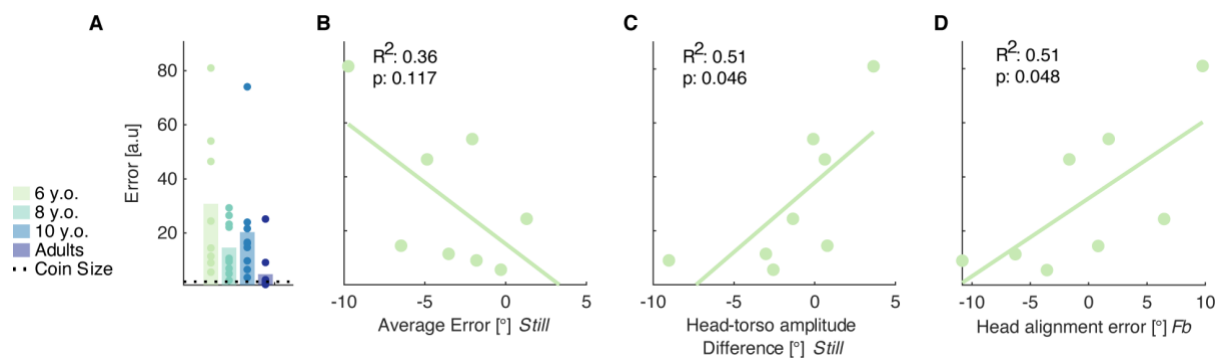 A
Error [a.u]
80
60
40
20
6 y.o.
8 y.o.
10 y.o.
Adults
Coin Size
B
R2: 0.36
p: 0.117
-10 -5 0 5
Average Error [°] Still
C
R2: 0.51
p: 0.046
-10 -5 0 5
Head-torso amplitude
Difference [°] Still
D
R2: 0.51
p: 0.048
-10 -5 0 5 10
Head alignment error [°] Fb